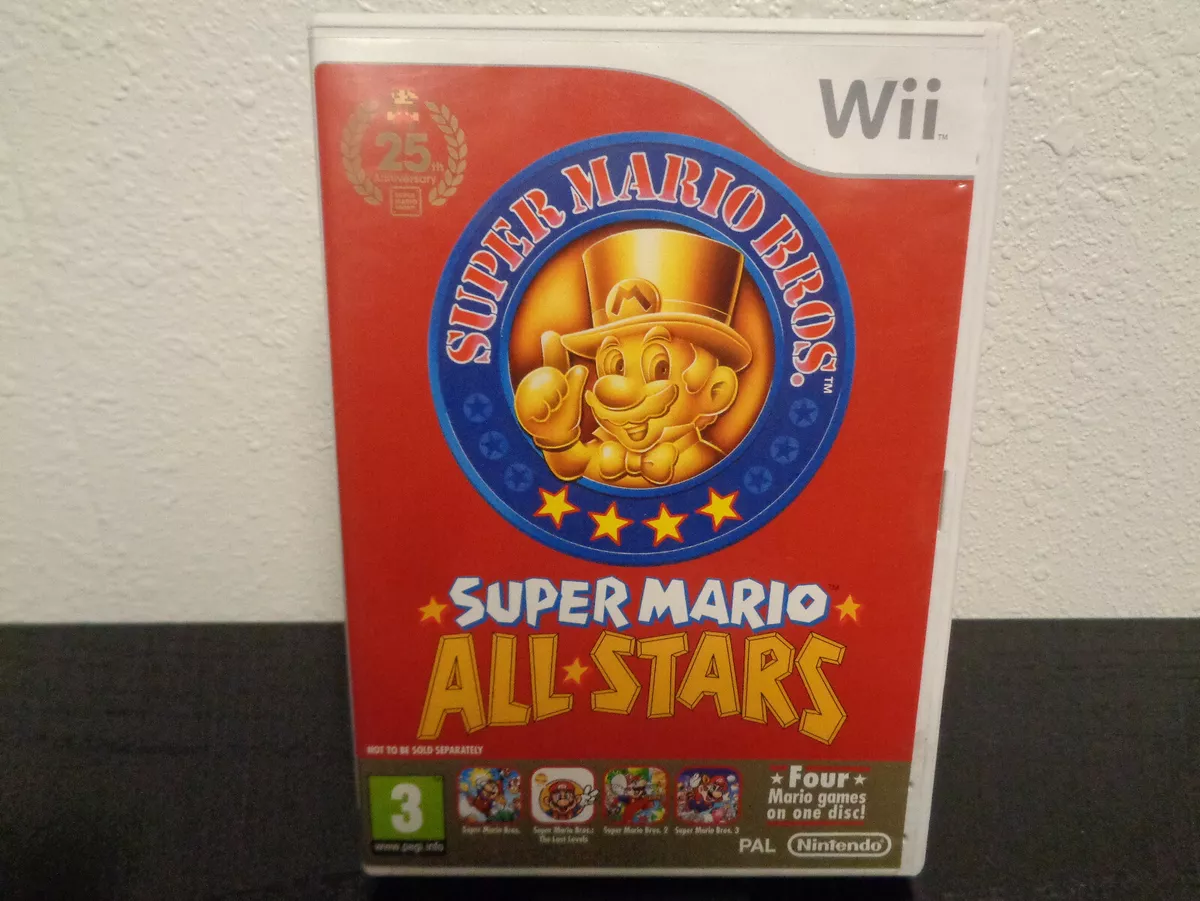 Wii™
25th
Anniversary
SUPER MARIO BROS.™
M
SUPER MARIO™
ALL★STARS
NOT TO BE SOLD SEPARATELY
3
www.pegi.info
Super Mario Bros.
Super Mario Bros.:
The Lost Levels
Super Mario Bros. 2
Super Mario Bros. 3
★ Four ★
Mario games
on one disc!
PAL
Nintendo®